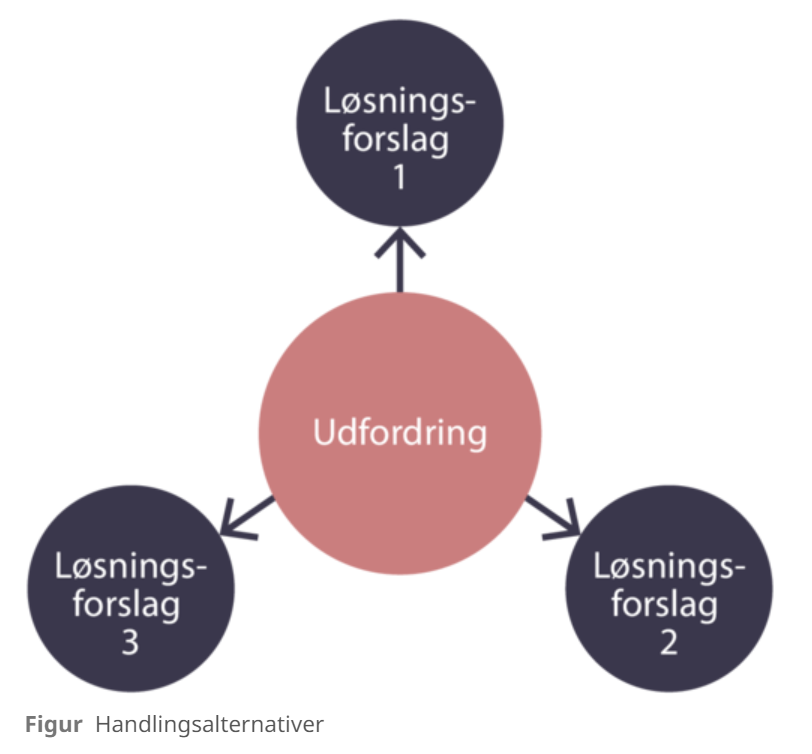 Løsnings-
forslag
1
Udfordring
Løsnings-
forslag
3
Løsnings-
forslag
2
Figur Handlingsalternativer